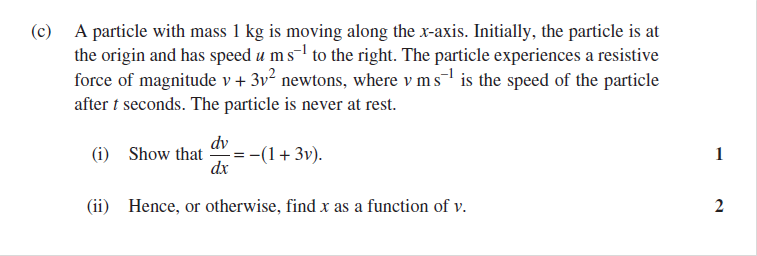 (c) A particle with mass 1 kg is moving along the x-axis. Initially, the particle is at
the origin and has speed u m s⁻¹ to the right. The particle experiences a resistive
force of magnitude v + 3v² newtons, where v m s⁻¹ is the speed of the particle
after t seconds. The particle is never at rest.
(i) Show that dv/dx = −(1 + 3v). 1
(ii) Hence, or otherwise, find x as a function of v. 2